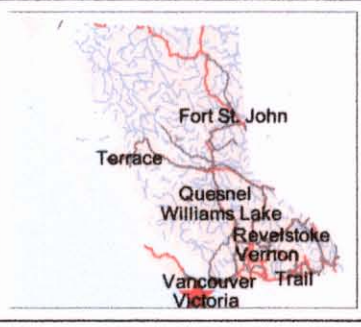 Fort St. John
Terrace
Quesnel
Williams Lake
Revelstoke
Vernon
Trail
Vancouver
Victoria